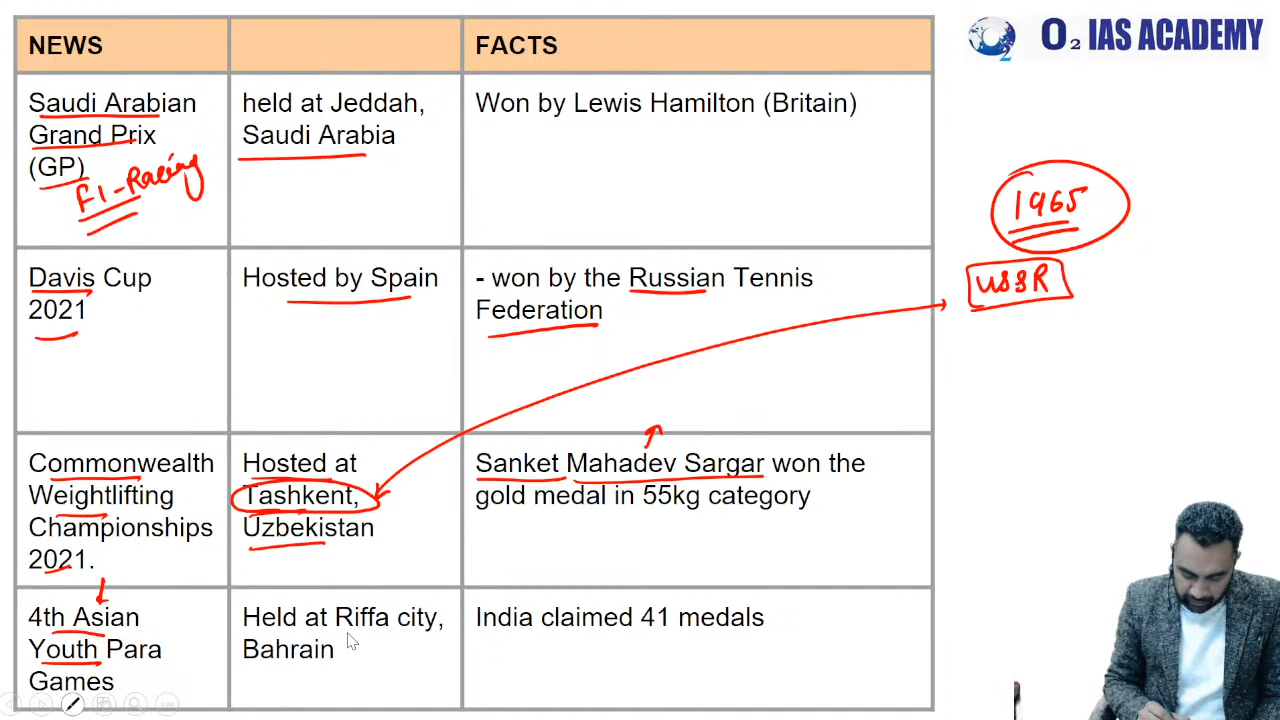 NEWS
FACTS
O2 IAS ACADEMY
Saudi Arabian
Grand Prix
(GP)
F1-Racing
held at Jeddah,
Saudi Arabia
Won by Lewis Hamilton (Britain)
1965
USSR
Davis Cup
2021
Hosted by Spain
- won by the Russian Tennis
Federation
Commonwealth
Weightlifting
Championships
2021.
Hosted at
Tashkent,
Uzbekistan
Sanket Mahadev Sargar won the
gold medal in 55kg category
4th Asian
Youth Para
Games
Held at Riffa city,
Bahrain
India claimed 41 medals